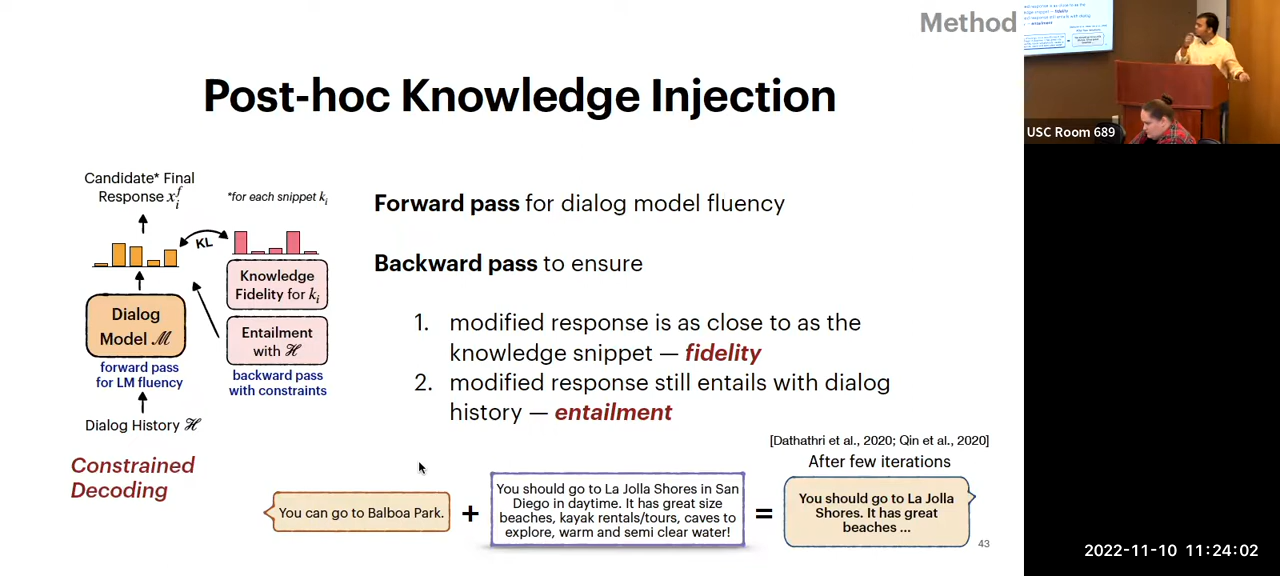 Method
Post-hoc Knowledge Injection
Candidate* Final
Response x_i^f
*for each snippet k_i
KL
Knowledge
Fidelity for k_i
Dialog
Model ℳ
Entailment
with ℋ
forward pass
for LM fluency
backward pass
with constraints
Dialog History ℋ
Constrained
Decoding
Forward pass for dialog model fluency
Backward pass to ensure
1. modified response is as close to as the
knowledge snippet — fidelity
2. modified response still entails with dialog
history — entailment
[Dathathri et al., 2020; Qin et al., 2020]
After few iterations
You can go to Balboa Park.
+
You should go to La Jolla Shores in San
Diego in daytime. It has great size
beaches, kayak rentals/tours, caves to
explore, warm and semi clear water!
=
You should go to La Jolla
Shores. It has great
beaches ...
43
USC Room 689
2022-11-10 11:24:02